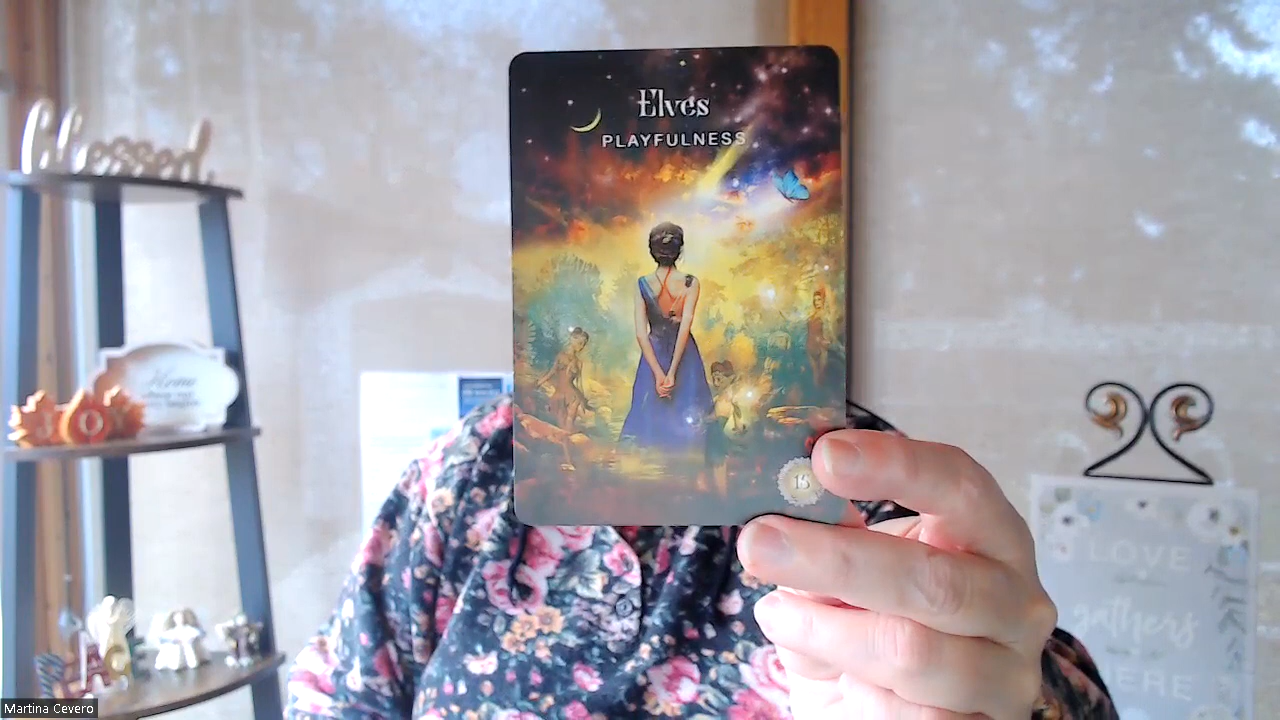 blessed
Elves
PLAYFULNESS
Home
JOY
15
LOVE
gathers
HERE
Martina Cevero